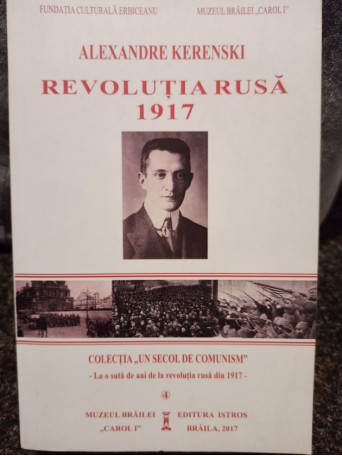 FUNDAȚIA CULTURALĂ ERBICEANU MUZEUL BRĂILEI „CAROL I"
ALEXANDRE KERENSKI
REVOLUȚIA RUSĂ
1917
COLECȚIA „UN SECOL DE COMUNISM"
- La o sută de ani de la revoluția rusă din 1917 -
4
MUZEUL BRĂILEI EDITURA ISTROS
„CAROL I" BRĂILA, 2017